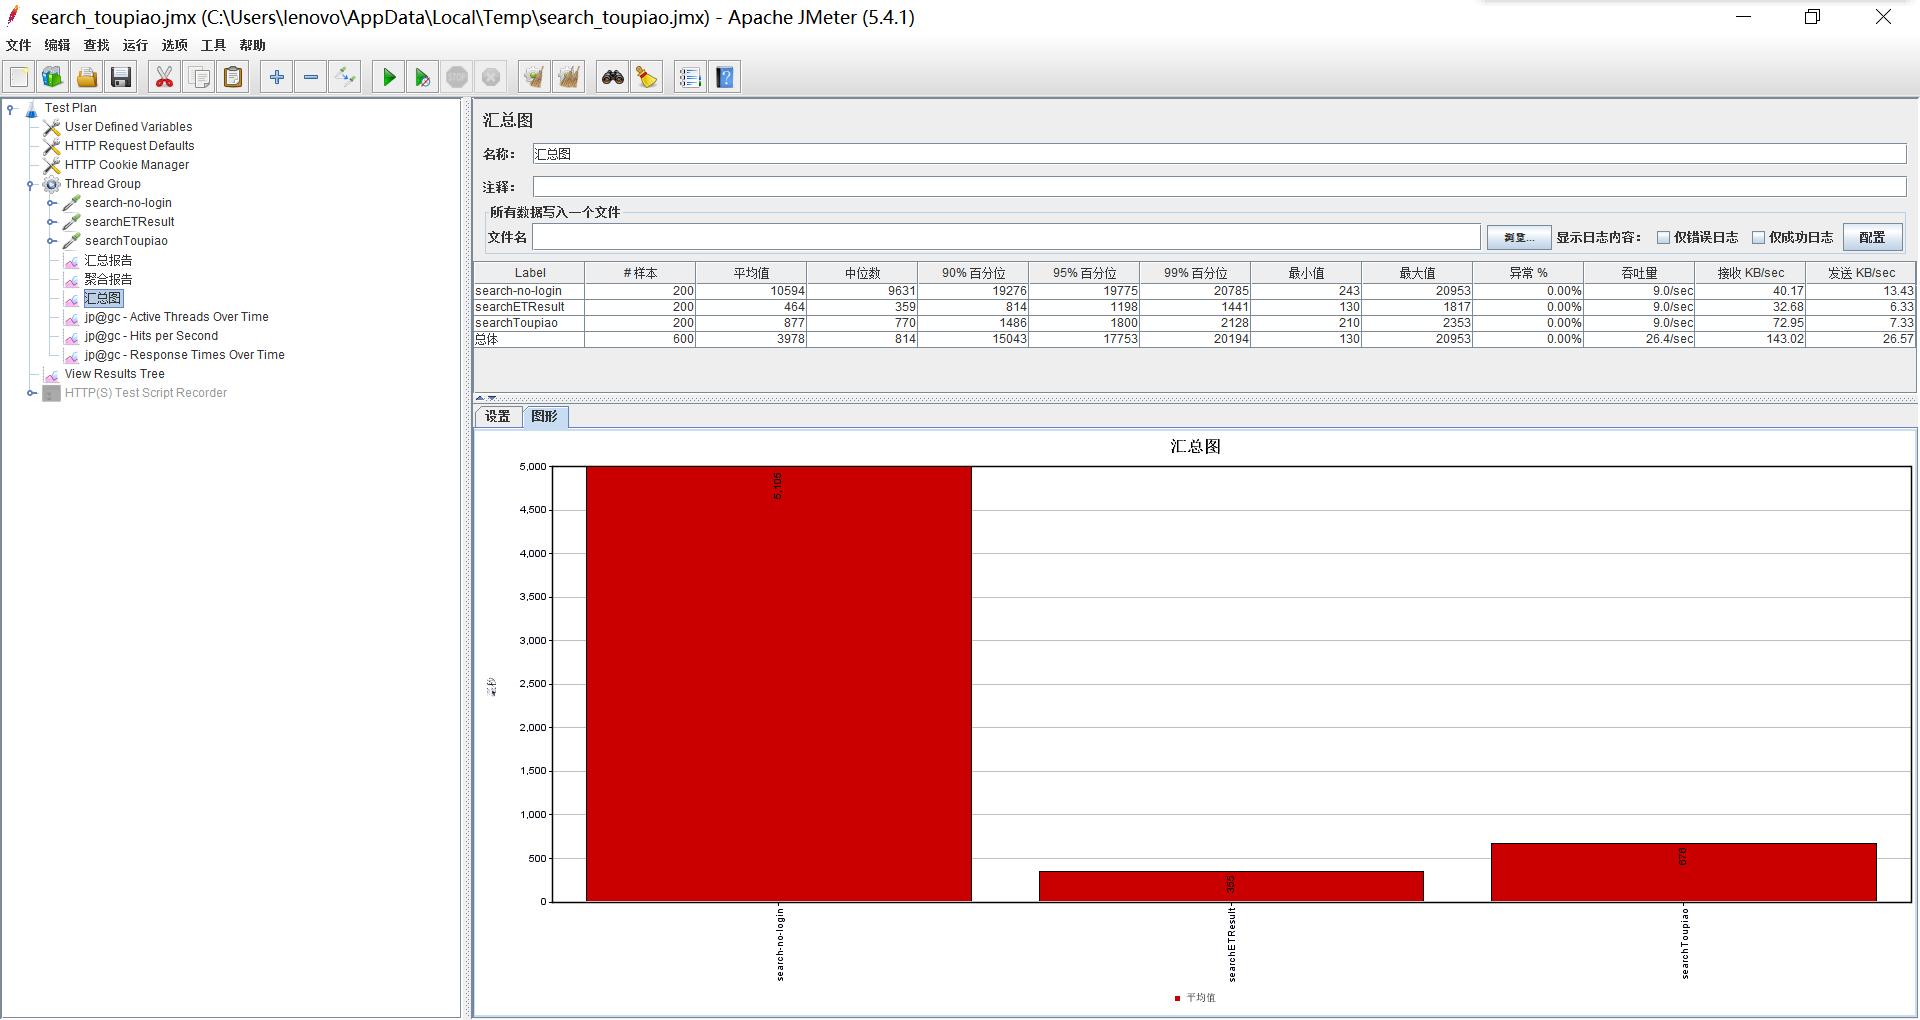 search_toupiao.jmx (C:\Users\lenovo\AppData\Local\Temp\search_toupiao.jmx) - Apache JMeter (5.4.1)
文件 编辑 查找 运行 选项 工具 帮助
STOP
Test Plan
User Defined Variables
HTTP Request Defaults
HTTP Cookie Manager
Thread Group
search-no-login
searchETResult
searchToupiao
汇总报告
聚合报告
汇总图
jp@gc - Active Threads Over Time
jp@gc - Hits per Second
jp@gc - Response Times Over Time
View Results Tree
HTTP(S) Test Script Recorder
汇总图
名称: 汇总图
注释:
所有数据写入一个文件
文件名 浏览... 显示日志内容: 仅错误日志 仅成功日志 配置
Label # 样本 平均值 中位数 90% 百分位 95% 百分位 99% 百分位 最小值 最大值 异常 % 吞吐量 接收 KB/sec 发送 KB/sec
search-no-login 200 10594 9631 19276 19775 20785 243 20953 0.00% 9.0/sec 40.17 13.43
searchETResult 200 464 359 814 1198 1441 130 1817 0.00% 9.0/sec 32.68 6.33
searchToupiao 200 877 770 1486 1800 2128 210 2353 0.00% 9.0/sec 72.95 7.33
总体 600 3978 814 15043 17753 20194 130 20953 0.00% 26.4/sec 143.02 26.57
设置 图形
汇总图
5,000
4,500
4,000
3,500
3,000
2,500
2,000
1,500
1,000
500
0
毫秒
5,105
355
676
search-no-login
searchETResult
searchToupiao
平均值